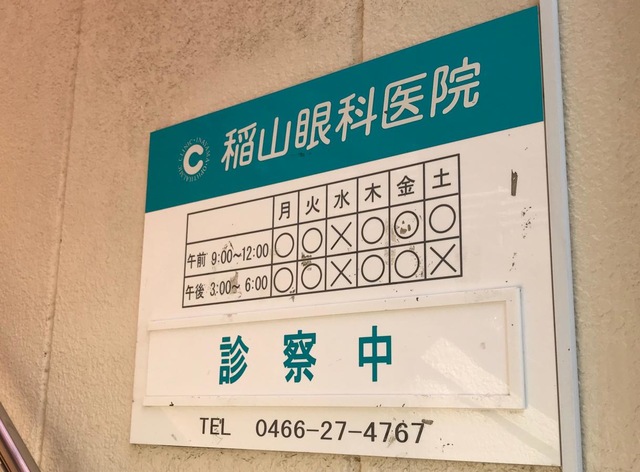 稲山眼科医院
月 火 水 木 金 土
午前 9:00~12:00 ○ ○ × ○ ○ ○
午後 3:00~ 6:00 ○ ○ × ○ ○ ×
診察中
TEL 0466-27-4767